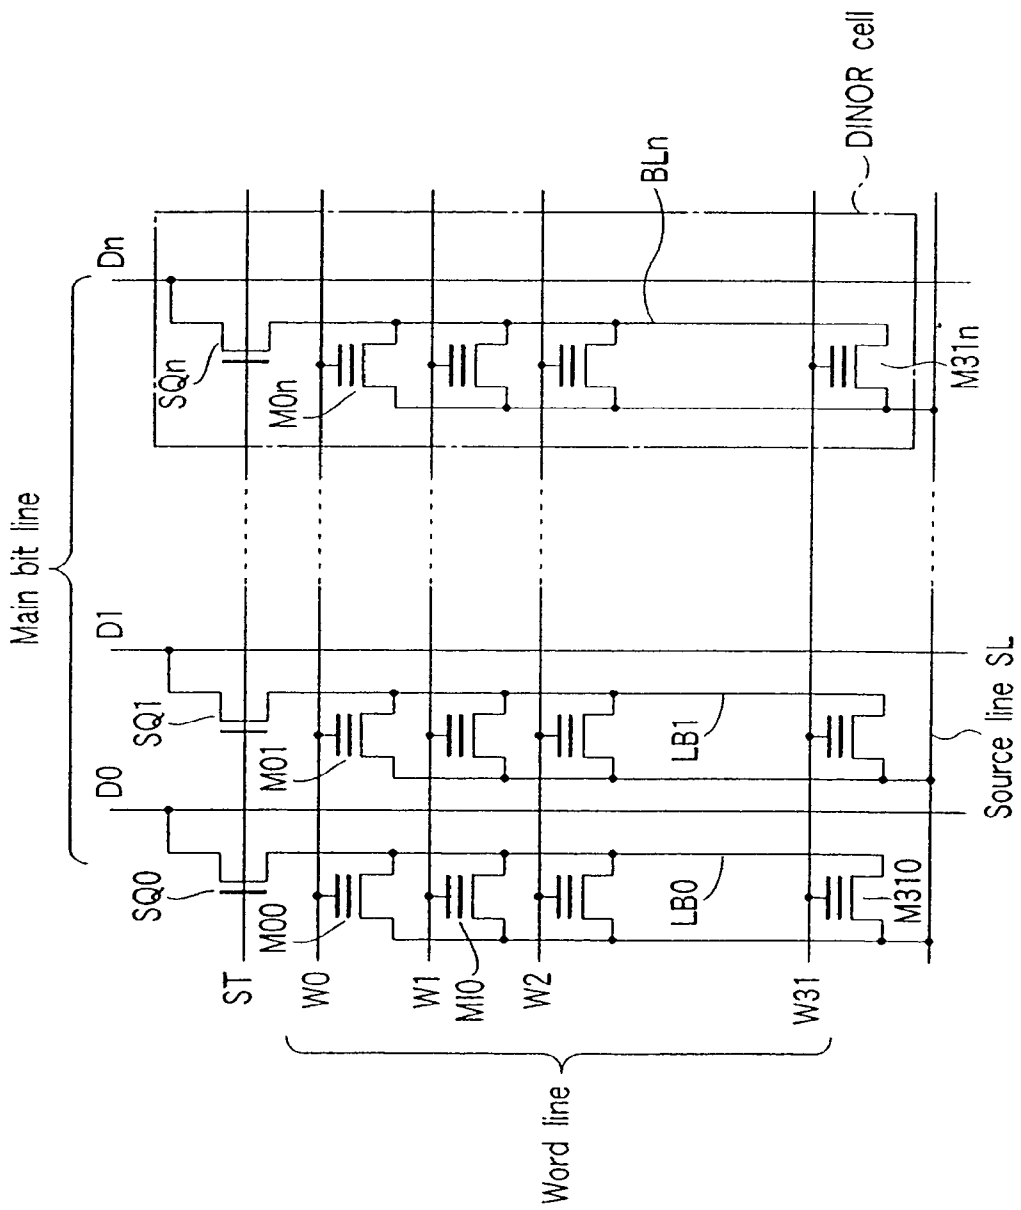 Main bit line
D0
D1
Dn
SQ0
SQ1
SQn
ST
M00
M01
M0n
W0
W1
MI0
W2
LB0
LB1
BLn
W31
M310
M31n
Source line SL
DINOR cell
Word line